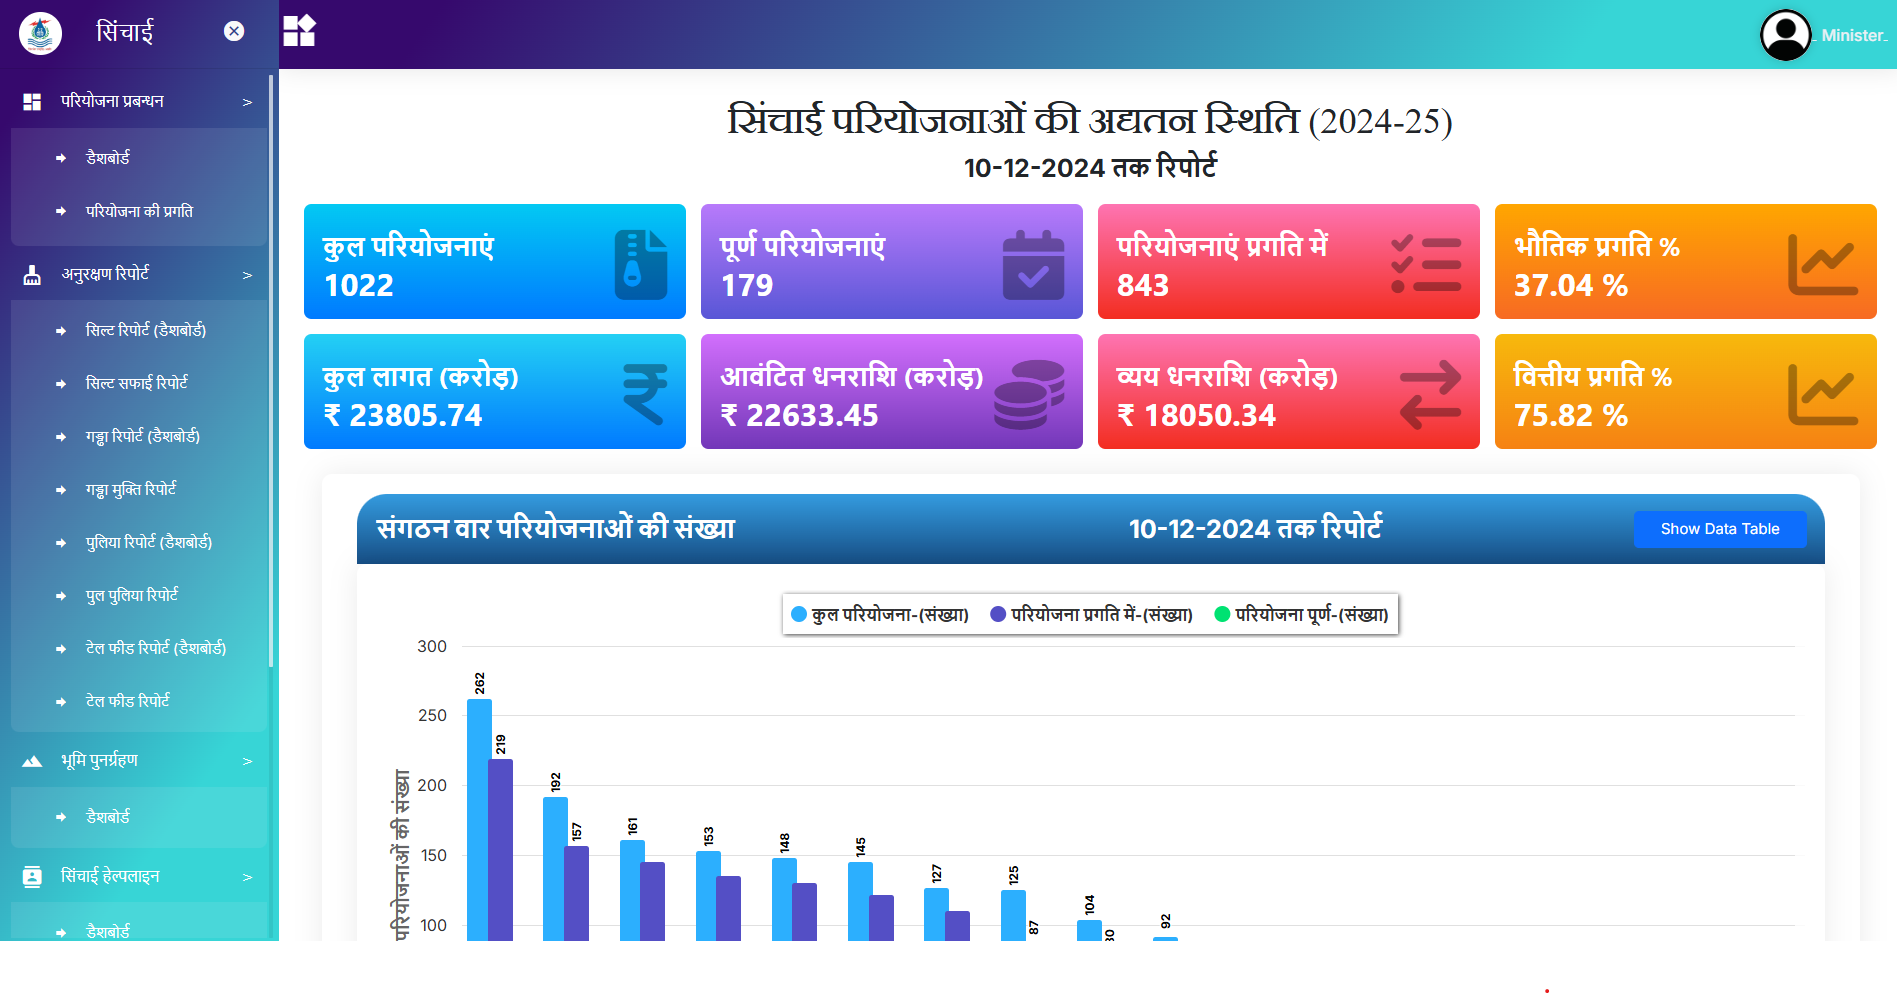 सिंचाई
Minister
परियोजना प्रबन्धन >
डैशबोर्ड
परियोजना की प्रगति
अनुरक्षण रिपोर्ट >
सिल्ट रिपोर्ट (डैशबोर्ड)
सिल्ट सफाई रिपोर्ट
गड्ढा रिपोर्ट (डैशबोर्ड)
गड्ढा मुक्ति रिपोर्ट
पुलिया रिपोर्ट (डैशबोर्ड)
पुल पुलिया रिपोर्ट
टेल फीड रिपोर्ट (डैशबोर्ड)
टेल फीड रिपोर्ट
भूमि पुनर्ग्रहण >
डैशबोर्ड
सिंचाई हेल्पलाइन >
डैशबोर्ड
सिंचाई परियोजनाओं की अद्यतन स्थिति (2024-25)
10-12-2024 तक रिपोर्ट
कुल परियोजनाएं
1022
पूर्ण परियोजनाएं
179
परियोजनाएं प्रगति में
843
भौतिक प्रगति %
37.04 %
कुल लागत (करोड़)
₹ 23805.74
आवंटित धनराशि (करोड़)
₹ 22633.45
व्यय धनराशि (करोड़)
₹ 18050.34
वित्तीय प्रगति %
75.82 %
संगठन वार परियोजनाओं की संख्या
10-12-2024 तक रिपोर्ट
Show Data Table
कुल परियोजना-(संख्या) परियोजना प्रगति में-(संख्या) परियोजना पूर्ण-(संख्या)
परियोजनाओं की संख्या
300
250
200
150
100
262
219
192
157
161
153
148
145
127
125
87
104
92